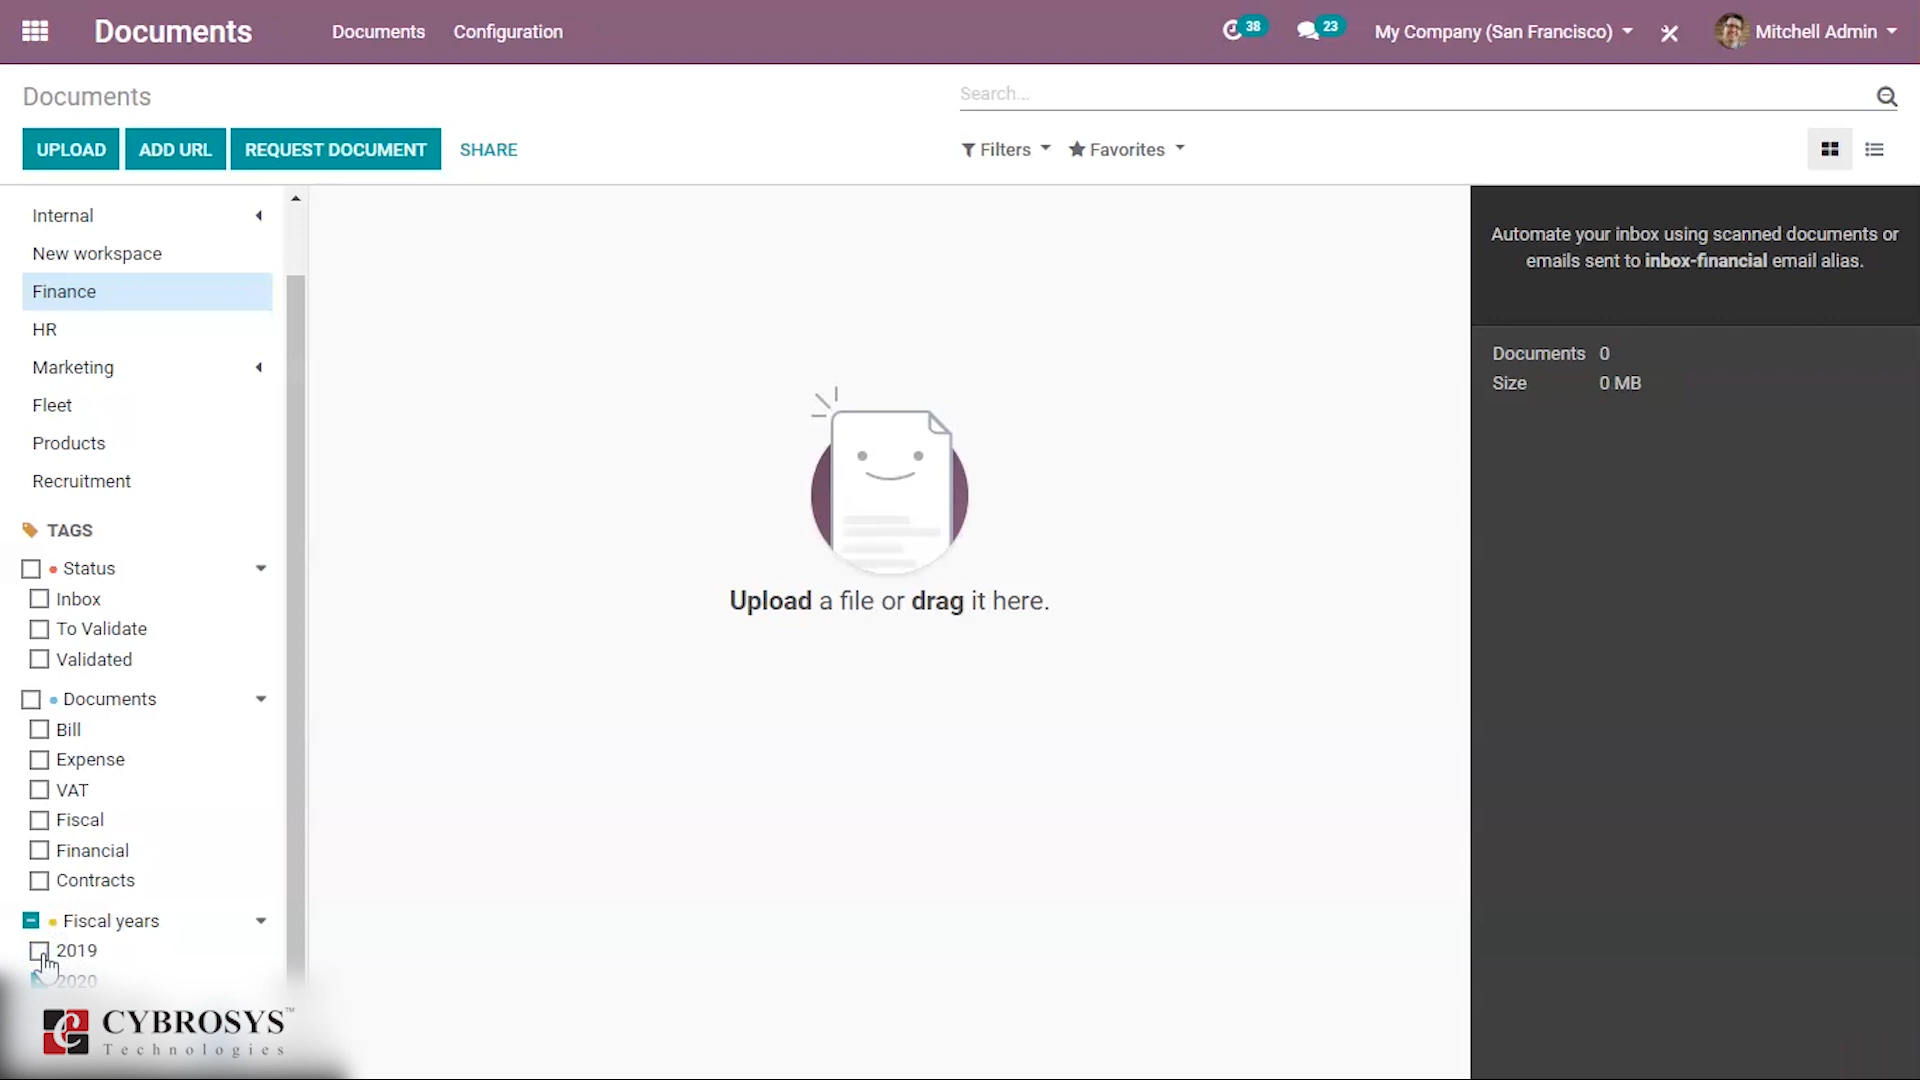 Documents
Documents
Configuration
38
23
My Company (San Francisco)
Mitchell Admin
Documents
Search...
UPLOAD
ADD URL
REQUEST DOCUMENT
SHARE
Filters
Favorites
Internal
New workspace
Finance
HR
Marketing
Fleet
Products
Recruitment
TAGS
Status
Inbox
To Validate
Validated
Documents
Bill
Expense
VAT
Fiscal
Financial
Contracts
Fiscal years
2019
2020
Upload a file or drag it here.
Automate your inbox using scanned documents or
emails sent to inbox-financial email alias.
Documents 0
Size 0 MB
CYBROSYS™
Technologies